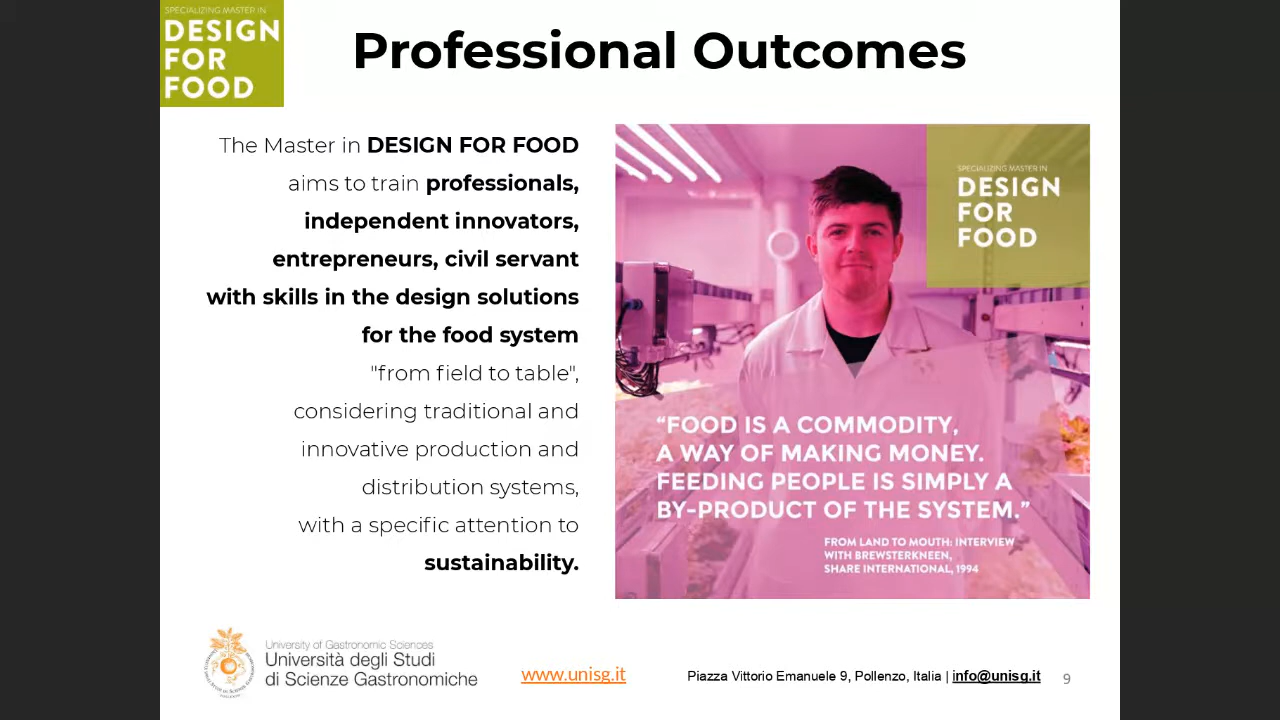 SPECIALIZING MASTER IN
DESIGN
FOR
FOOD
Professional Outcomes
The Master in DESIGN FOR FOOD
aims to train professionals,
independent innovators,
entrepreneurs, civil servant
with skills in the design solutions
for the food system
"from field to table",
considering traditional and
innovative production and
distribution systems,
with a specific attention to
sustainability.
SPECIALIZING MASTER IN
DESIGN
FOR
FOOD
“FOOD IS A COMMODITY,
A WAY OF MAKING MONEY.
FEEDING PEOPLE IS SIMPLY A
BY-PRODUCT OF THE SYSTEM.”
FROM LAND TO MOUTH: INTERVIEW
WITH BREWSTERKNEEN,
SHARE INTERNATIONAL, 1994
University of Gastronomic Sciences
Università degli Studi
di Scienze Gastronomiche
www.unisg.it
Piazza Vittorio Emanuele 9, Pollenzo, Italia | info@unisg.it
9